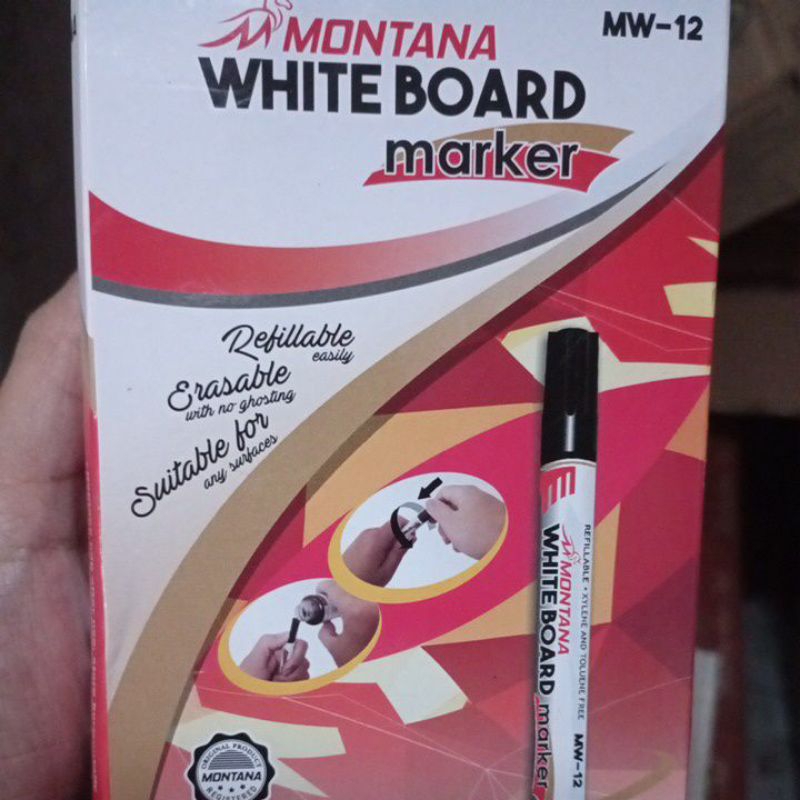 MONTANA
MW-12
WHITE BOARD
marker
Refillable
easily
Erasable
with no ghosting
Suitable for
any surfaces
REFILLABLE • XYLENE AND TOLUENE FREE
MONTANA
WHITE BOARD
marker
MW-12
ORIGINAL PRODUCT
MONTANA
REGISTERED